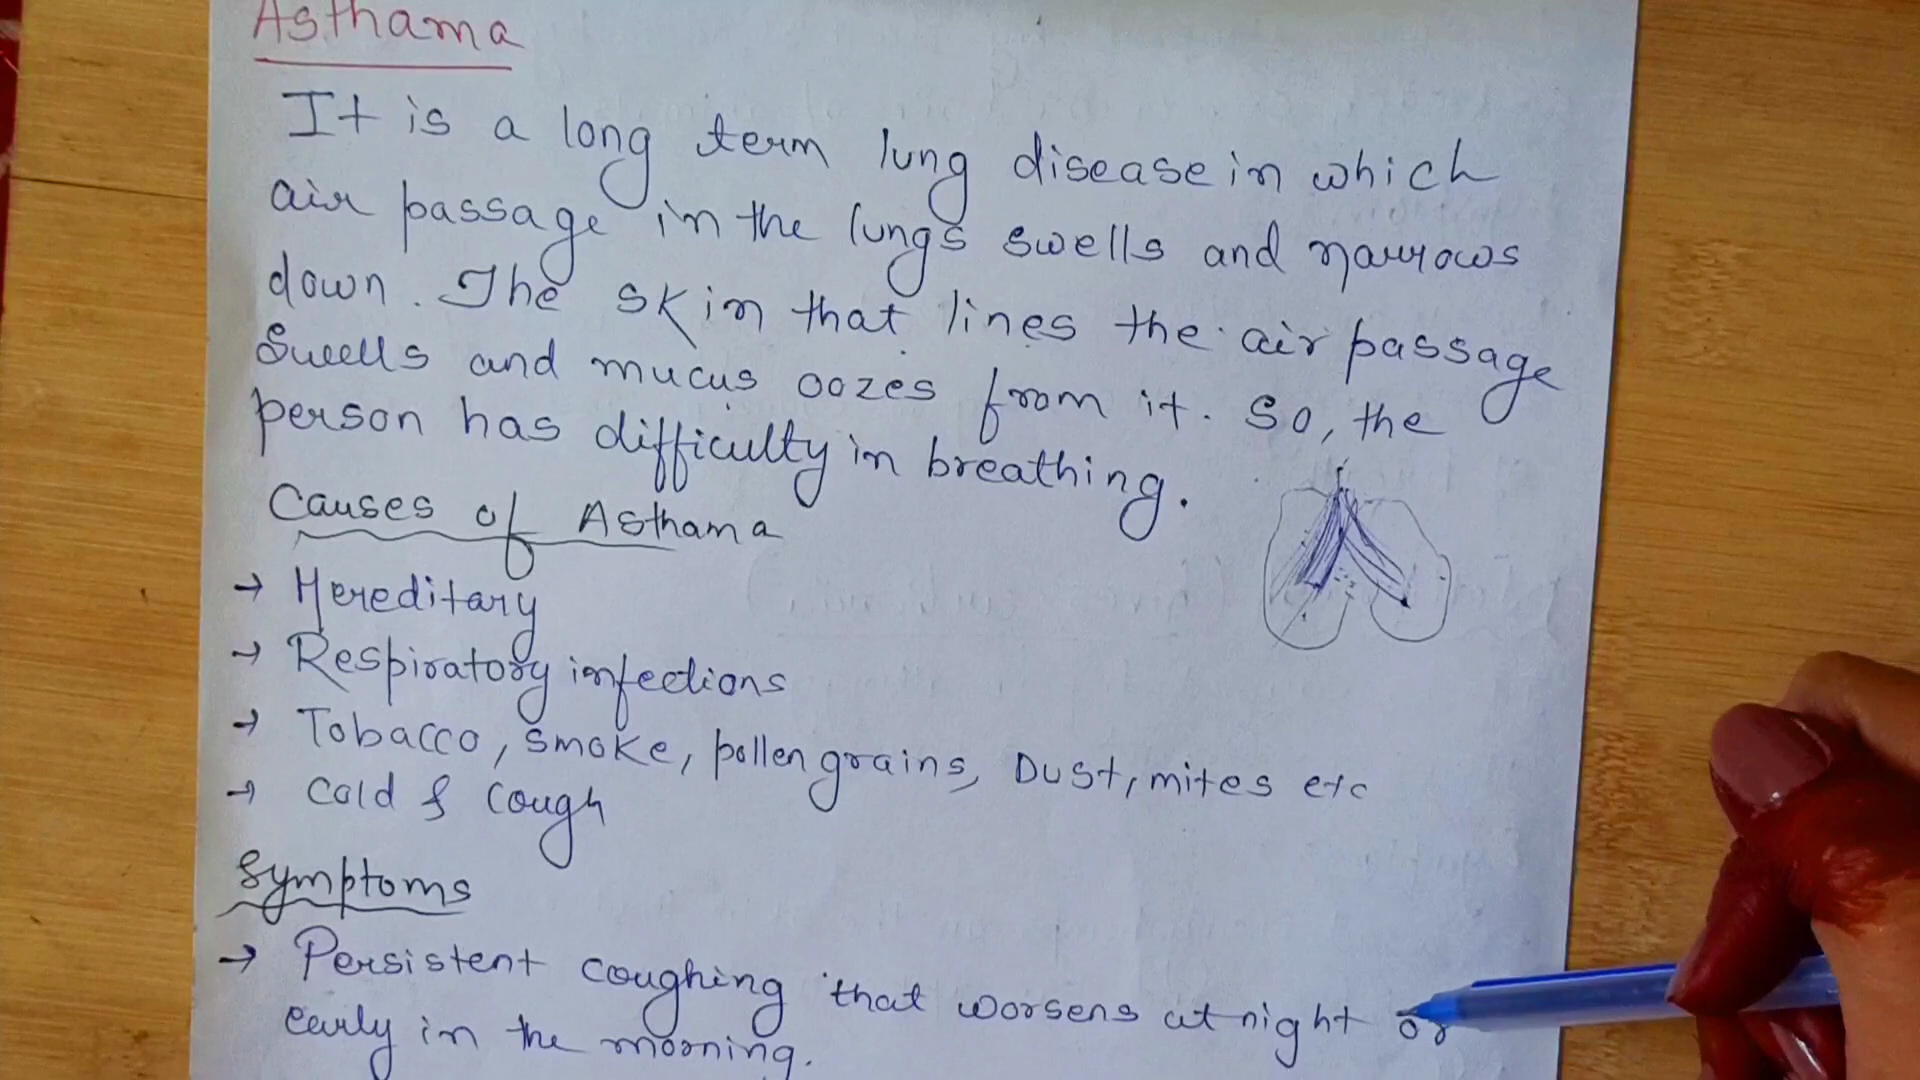 Asthama
It is a long term lung disease in which
air passage in the lungs swells and narrows
down. The skin that lines the air passage
Swells and mucus oozes from it. So, the
person has difficulty in breathing.
Causes of Asthama
→ Hereditary
→ Respiratory infections
→ Tobacco, smoke, pollen grains, Dust, mites etc
→ Cold & Cough
Symptoms
→ Persistent coughing that worsens at night or
early in the morning.